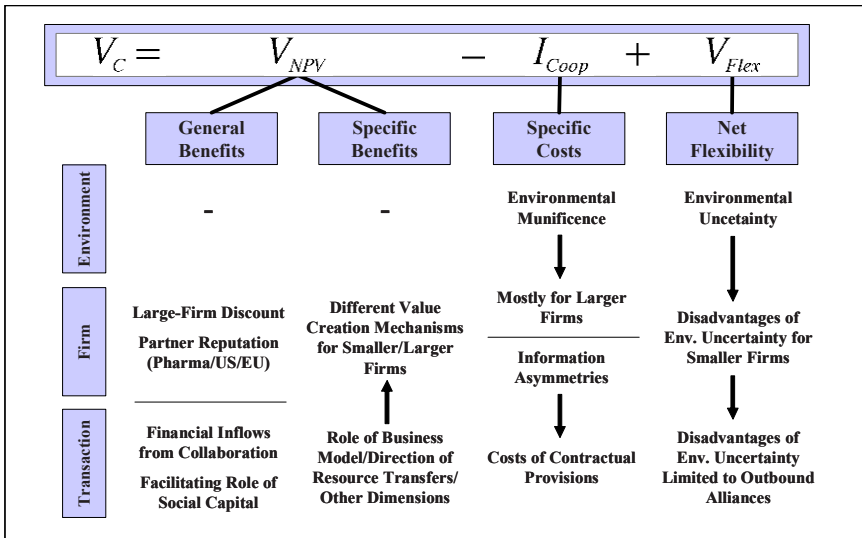 V_C = V_NPV − I_Coop + V_Flex
General
Benefits
Specific
Benefits
Specific
Costs
Net
Flexibility
Environment
-
-
Environmental
Munificence
Environmental
Uncetainty
Firm
Large-Firm Discount
Partner Reputation
(Pharma/US/EU)
Different Value
Creation Mechanisms
for Smaller/Larger
Firms
Mostly for Larger
Firms
Information
Asymmetries
Disadvantages of
Env. Uncertainty for
Smaller Firms
Transaction
Financial Inflows
from Collaboration
Facilitating Role of
Social Capital
Role of Business
Model/Direction of
Resource Transfers/
Other Dimensions
Costs of Contractual
Provisions
Disadvantages of
Env. Uncertainty
Limited to Outbound
Alliances